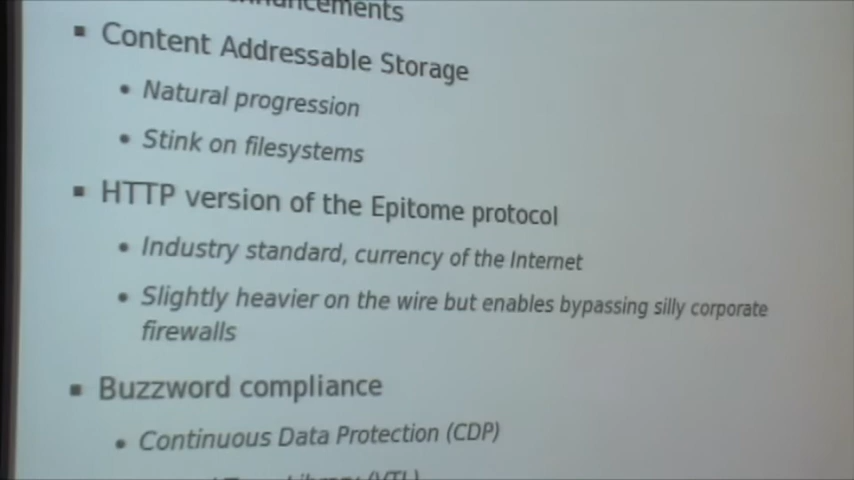 ▪ Content Addressable Storage
• Natural progression
• Stink on filesystems
▪ HTTP version of the Epitome protocol
• Industry standard, currency of the Internet
• Slightly heavier on the wire but enables bypassing silly corporate
firewalls
▪ Buzzword compliance
• Continuous Data Protection (CDP)
(VTL)